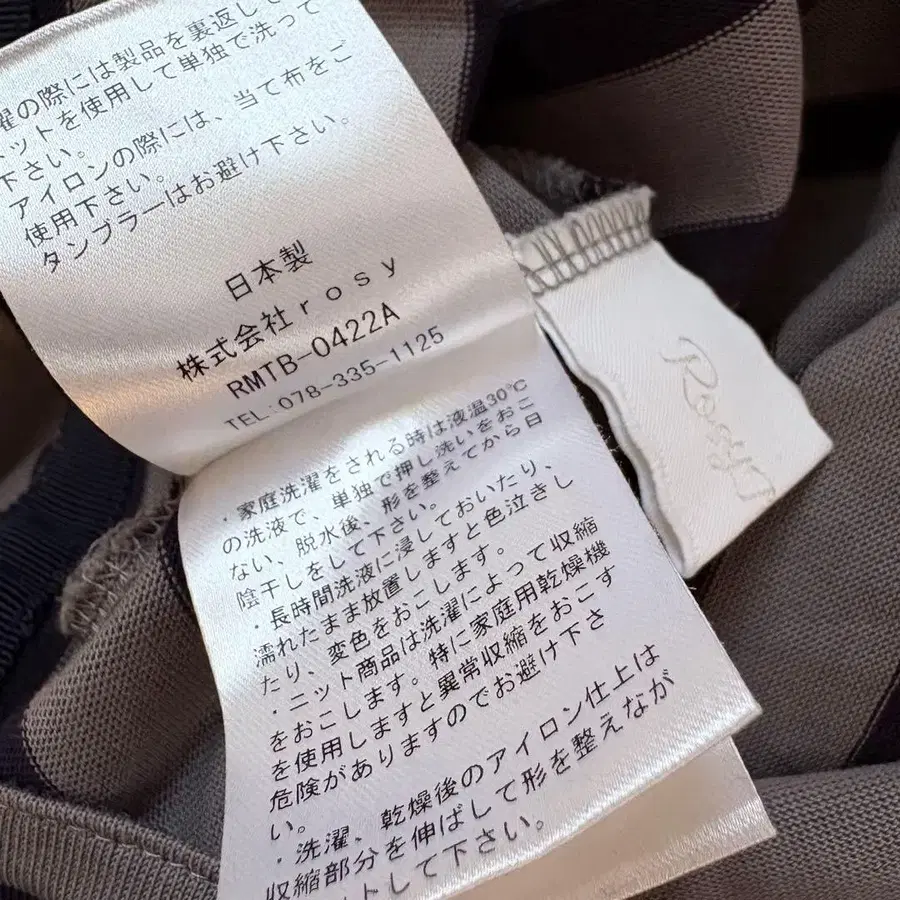 濯の際には製品を裏返して
ネットを使用して単独で洗って
下さい。
アイロンの際には、当て布をご
使用下さい。
タンブラーはお避け下さい。
日本製
株式会社rosy
RMTB-0422A
TEL:078-335-1125
・家庭洗濯をされる時は液温30℃
の洗液で、単独で押し洗いをおこ
ない、脱水後、形を整えてから日
陰干しをして下さい。
・長時間洗液に浸しておいたり、
濡れたまま放置しますと色泣きし
たり、変色をおこします。
・ニット商品は洗濯によって収縮
をおこします。特に家庭用乾燥機
を使用しますと異常収縮をおこす
危険がありますのでお避け下さ
い。
・洗濯、乾燥後のアイロン仕上は
収縮部分を伸ばして形を整えなが
トして下さい。
Rosy